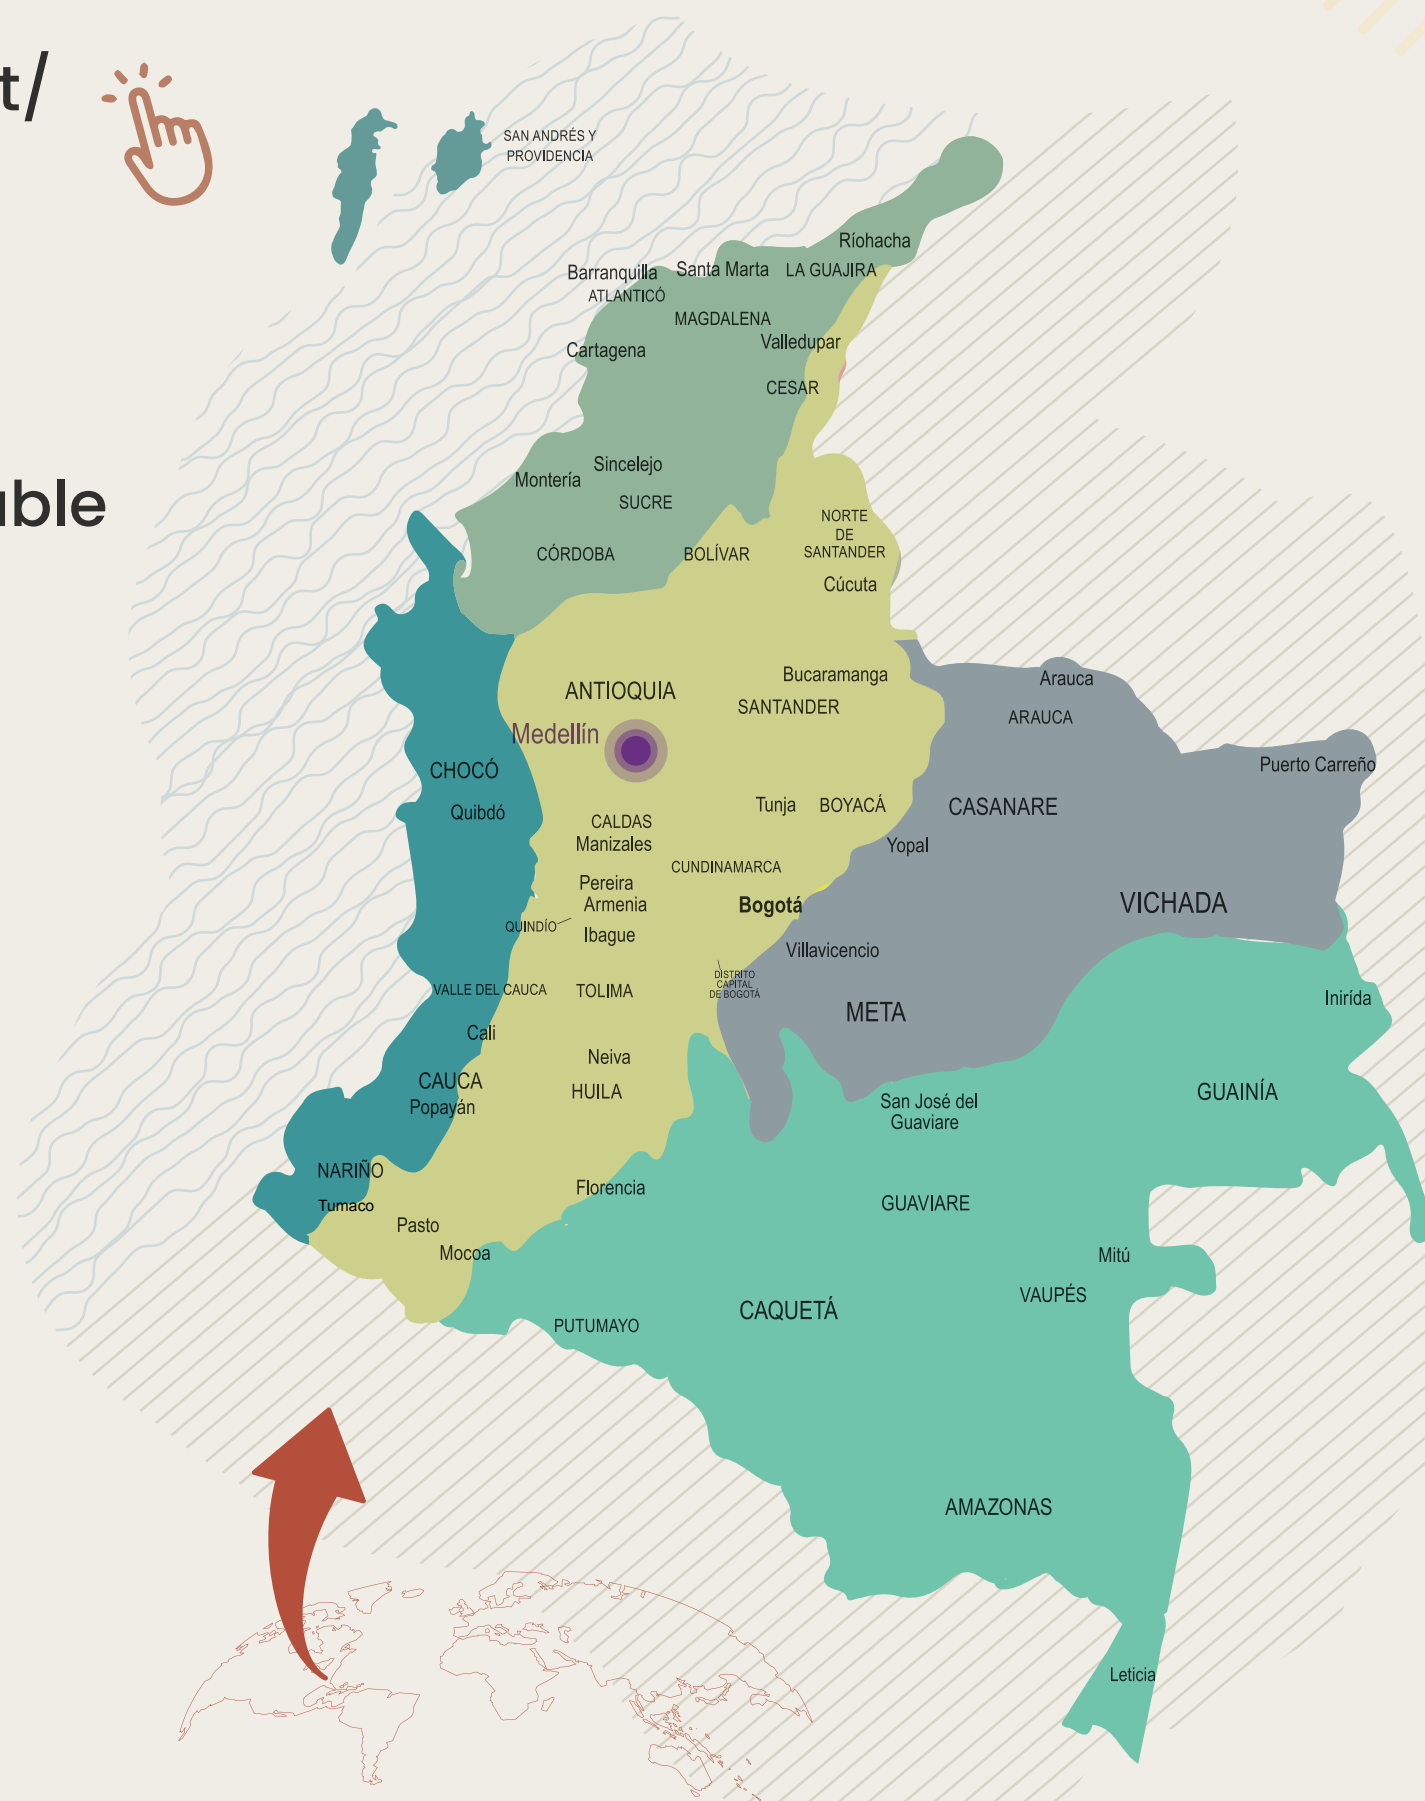 t/
SAN ANDRÉS Y
PROVIDENCIA
Ríohacha
Barranquilla
Santa Marta
LA GUAJIRA
ATLANTICÓ
MAGDALENA
Valledupar
Cartagena
CESAR
Sincelejo
Montería
SUCRE
uble
NORTE
DE
SANTANDER
CÓRDOBA
BOLÍVAR
Cúcuta
Bucaramanga
Arauca
ANTIOQUIA
SANTANDER
ARAUCA
Medellín
CHOCÓ
Puerto Carreño
Quibdó
Tunja
BOYACÁ
CASANARE
CALDAS
Manizales
Yopal
CUNDINAMARCA
Pereira
Armenia
Bogotá
VICHADA
QUINDÍO
Ibague
Villavicencio
DISTRITO
CAPITAL
DE BOGOTÁ
VALLE DEL CAUCA
TOLIMA
Inirída
META
Cali
Neiva
CAUCA
HUILA
GUAINÍA
Popayán
San José del
Guaviare
NARIÑO
Florencia
Tumaco
GUAVIARE
Pasto
Mocoa
Mitú
VAUPÉS
CAQUETÁ
PUTUMAYO
AMAZONAS
Leticia